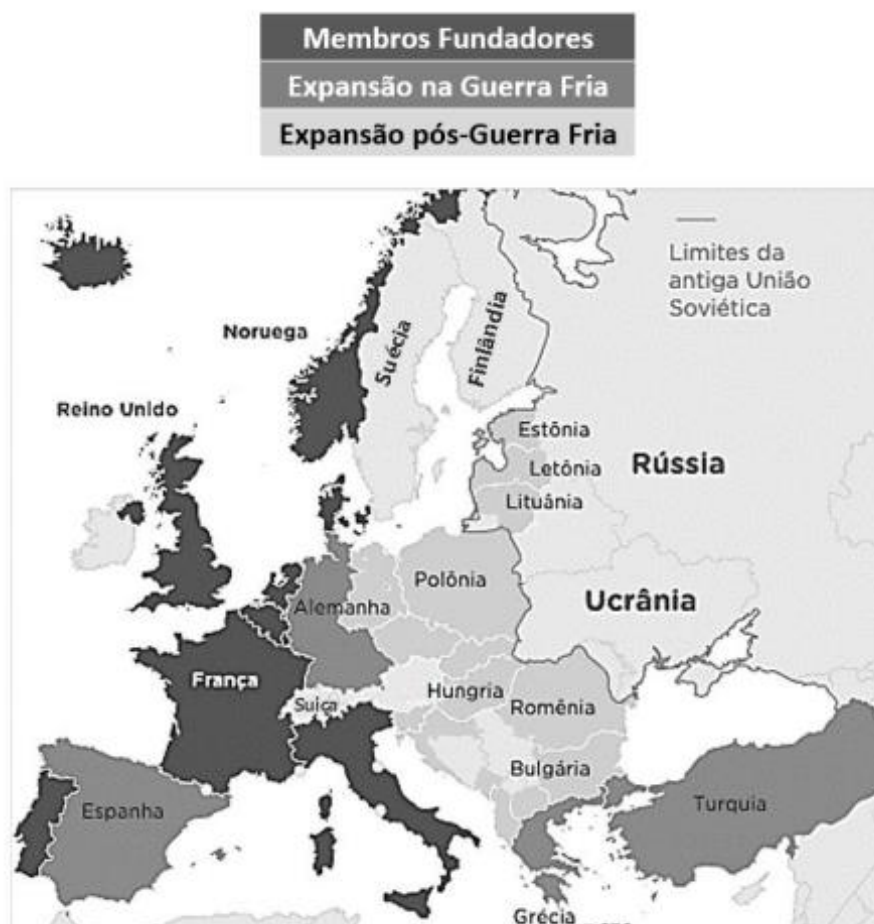 Membros Fundadores
Expansão na Guerra Fria
Expansão pós-Guerra Fria
Limites da
antiga União
Soviética
Noruega
Suécia
Finlândia
Reino Unido
Estônia
Letônia
Rússia
Lituânia
Polônia
Alemanha
Ucrânia
França
Suiça
Hungria
Romênia
Bulgária
Espanha
Turquia
Grécia